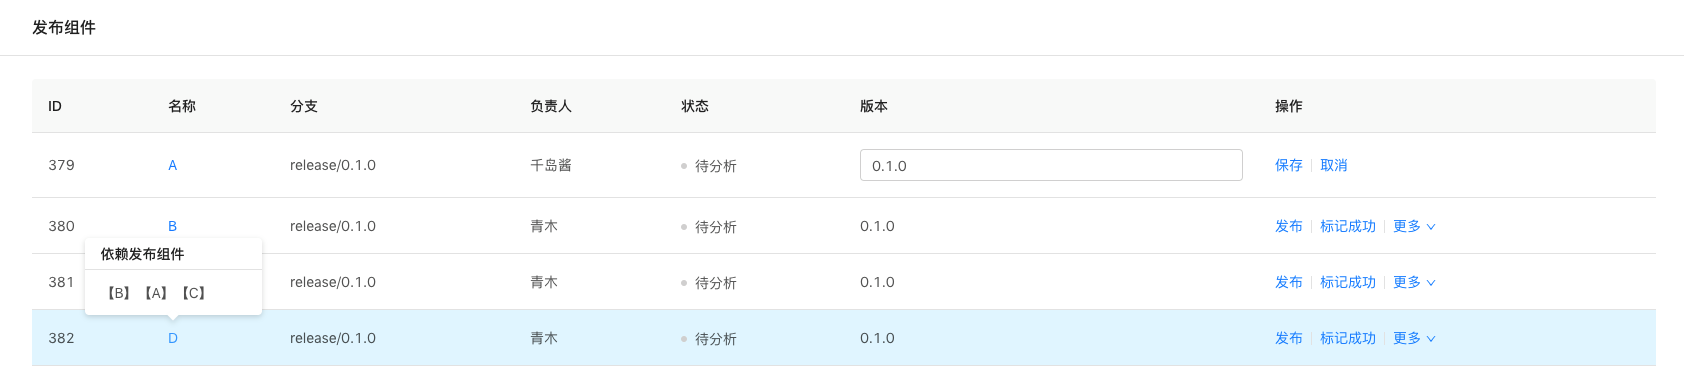 发布组件
ID 名称 分支 负责人 状态 版本 操作
379 A release/0.1.0 千岛酱 待分析 0.1.0 保存 取消
380 B release/0.1.0 青木 待分析 0.1.0 发布 标记成功 更多
依赖发布组件
381 release/0.1.0 青木 待分析 0.1.0 发布 标记成功 更多
【B】【A】【C】
382 D release/0.1.0 青木 待分析 0.1.0 发布 标记成功 更多